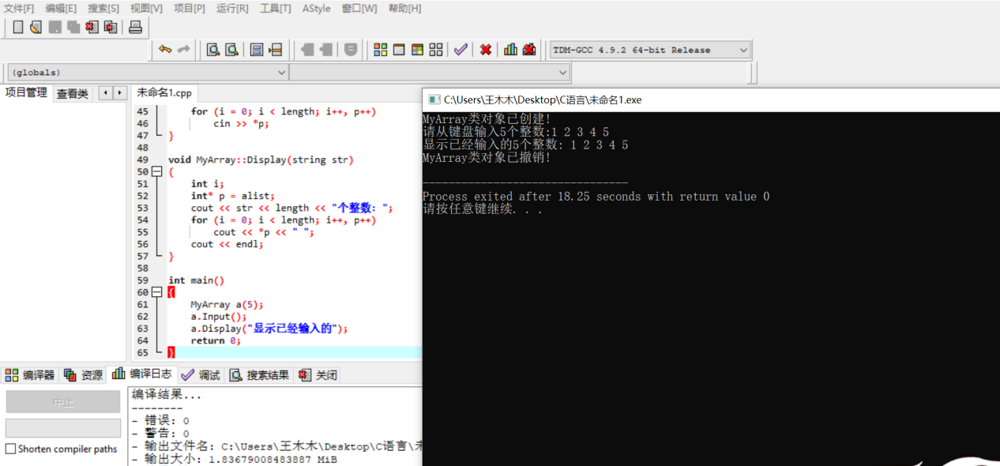 文件[F] 编辑[E] 搜索[S] 视图[V] 项目[P] 运行[R] 工具[T] AStyle 窗口[W] 帮助[H]
TDM-GCC 4.9.2 64-bit Release
(globals)
项目管理 查看类
未命名1.cpp
45 for (i = 0; i < length; i++, p++)
46 cin >> *p;
47 }
48
49 void MyArray::Display(string str)
50 {
51 int i;
52 int* p = alist;
53 cout << str << length << "个整数: ";
54 for (i = 0; i < length; i++, p++)
55 cout << *p << " ";
56 cout << endl;
57 }
58
59 int main()
60 {
61 MyArray a(5);
62 a.Input();
63 a.Display("显示已经输入的");
64 return 0;
65 }
C:\Users\王木木\Desktop\C语言\未命名1.exe
MyArray类对象已创建!
请从键盘输入5个整数:1 2 3 4 5
显示已经输入的5个整数: 1 2 3 4 5
MyArray类对象已撤销!
--------------------------------
Process exited after 18.25 seconds with return value 0
请按任意键继续. . .
编译器 资源 编译日志 调试 搜索结果 关闭
中止
Shorten compiler paths
编译结果...
--------
- 错误: 0
- 警告: 0
- 输出文件名: C:\Users\王木木\Desktop\C语言\
- 输出大小: 1.83679008483887 MiB